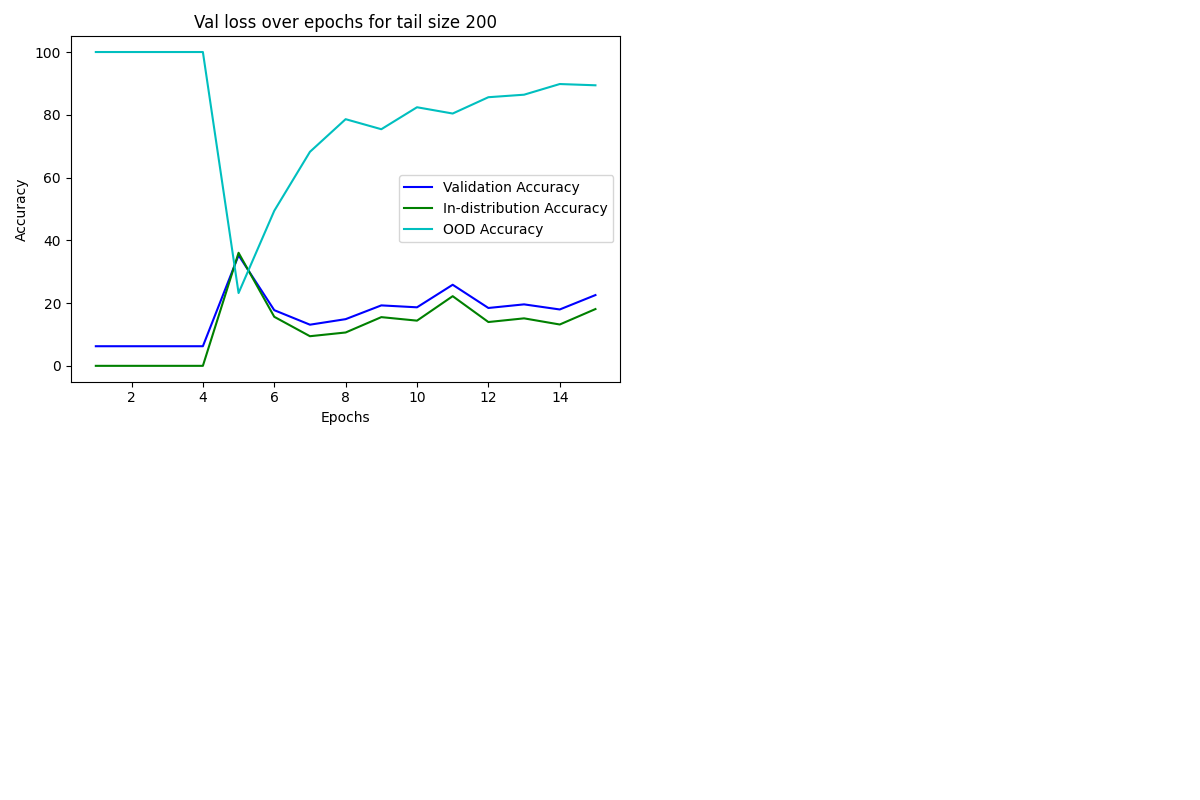 Val loss over epochs for tail size 200
Accuracy
100
80
60
40
20
0
Validation Accuracy
In-distribution Accuracy
OOD Accuracy
2 4 6 8 10 12 14
Epochs